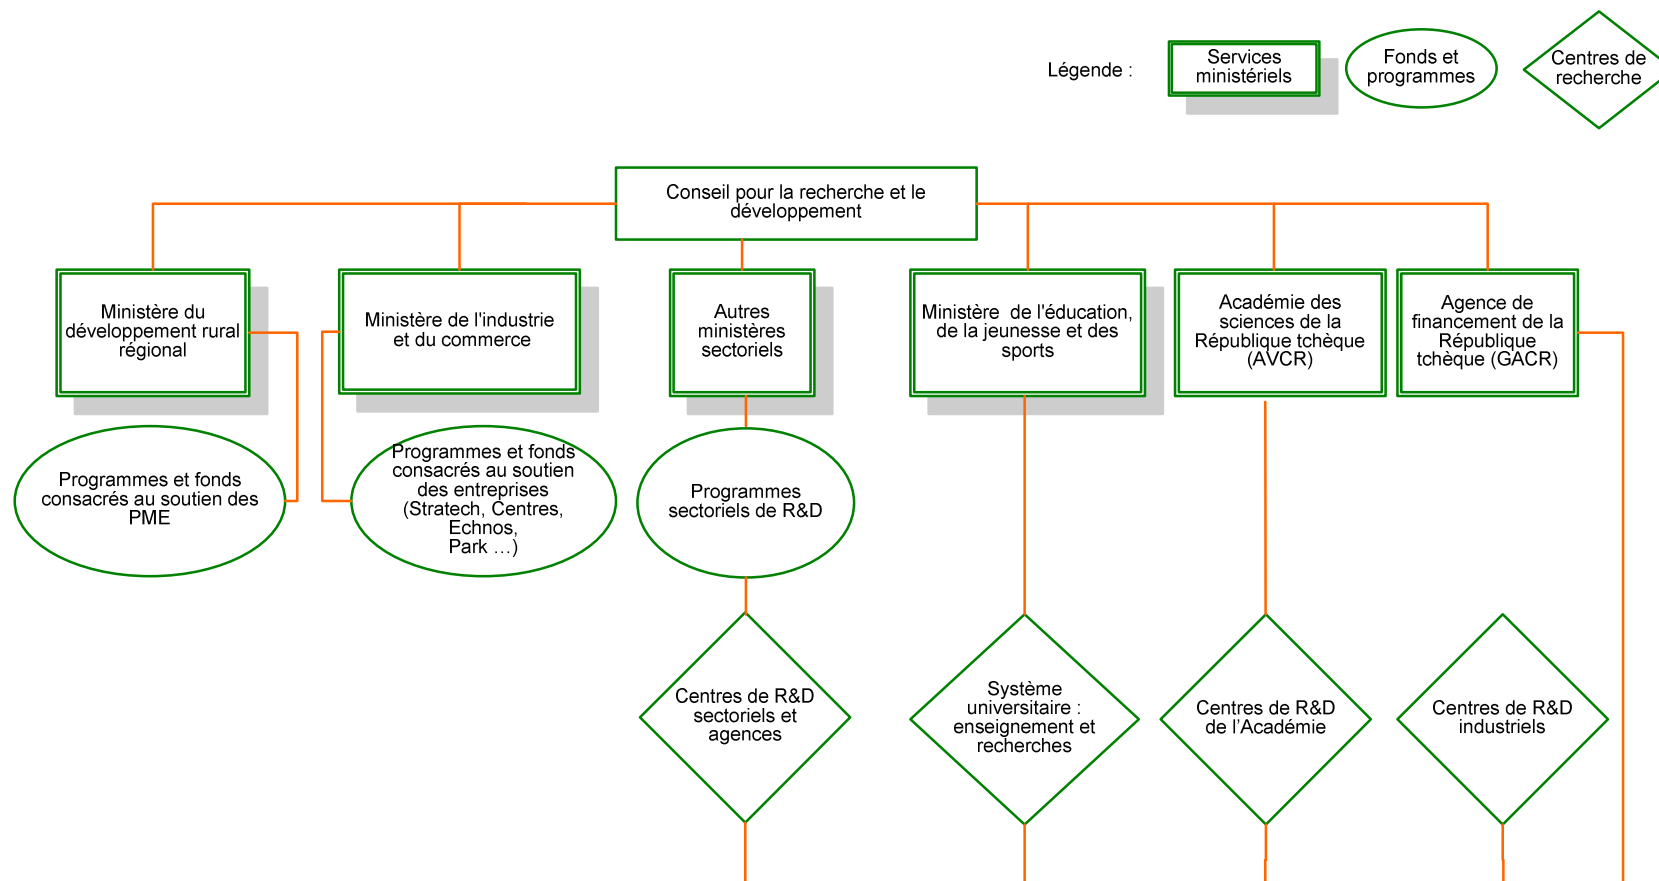 Légende :
Services
ministériels
Fonds et
programmes
Centres de
recherche
Conseil pour la recherche et le
développement
Ministère du
développement rural
régional
Ministère de l'industrie
et du commerce
Autres
ministères
sectoriels
Ministère de l'éducation,
de la jeunesse et des
sports
Académie des
sciences de la
République tchèque
(AVCR)
Agence de
financement de la
République
tchèque (GACR)
Programmes et fonds
consacrés au soutien des
PME
Programmes et fonds
consacrés au soutien
des entreprises
(Stratech, Centres,
Echnos,
Park …)
Programmes
sectoriels de R&D
Centres de R&D
sectoriels et
agences
Système
universitaire :
enseignement et
recherches
Centres de R&D
de l’Académie
Centres de R&D
industriels